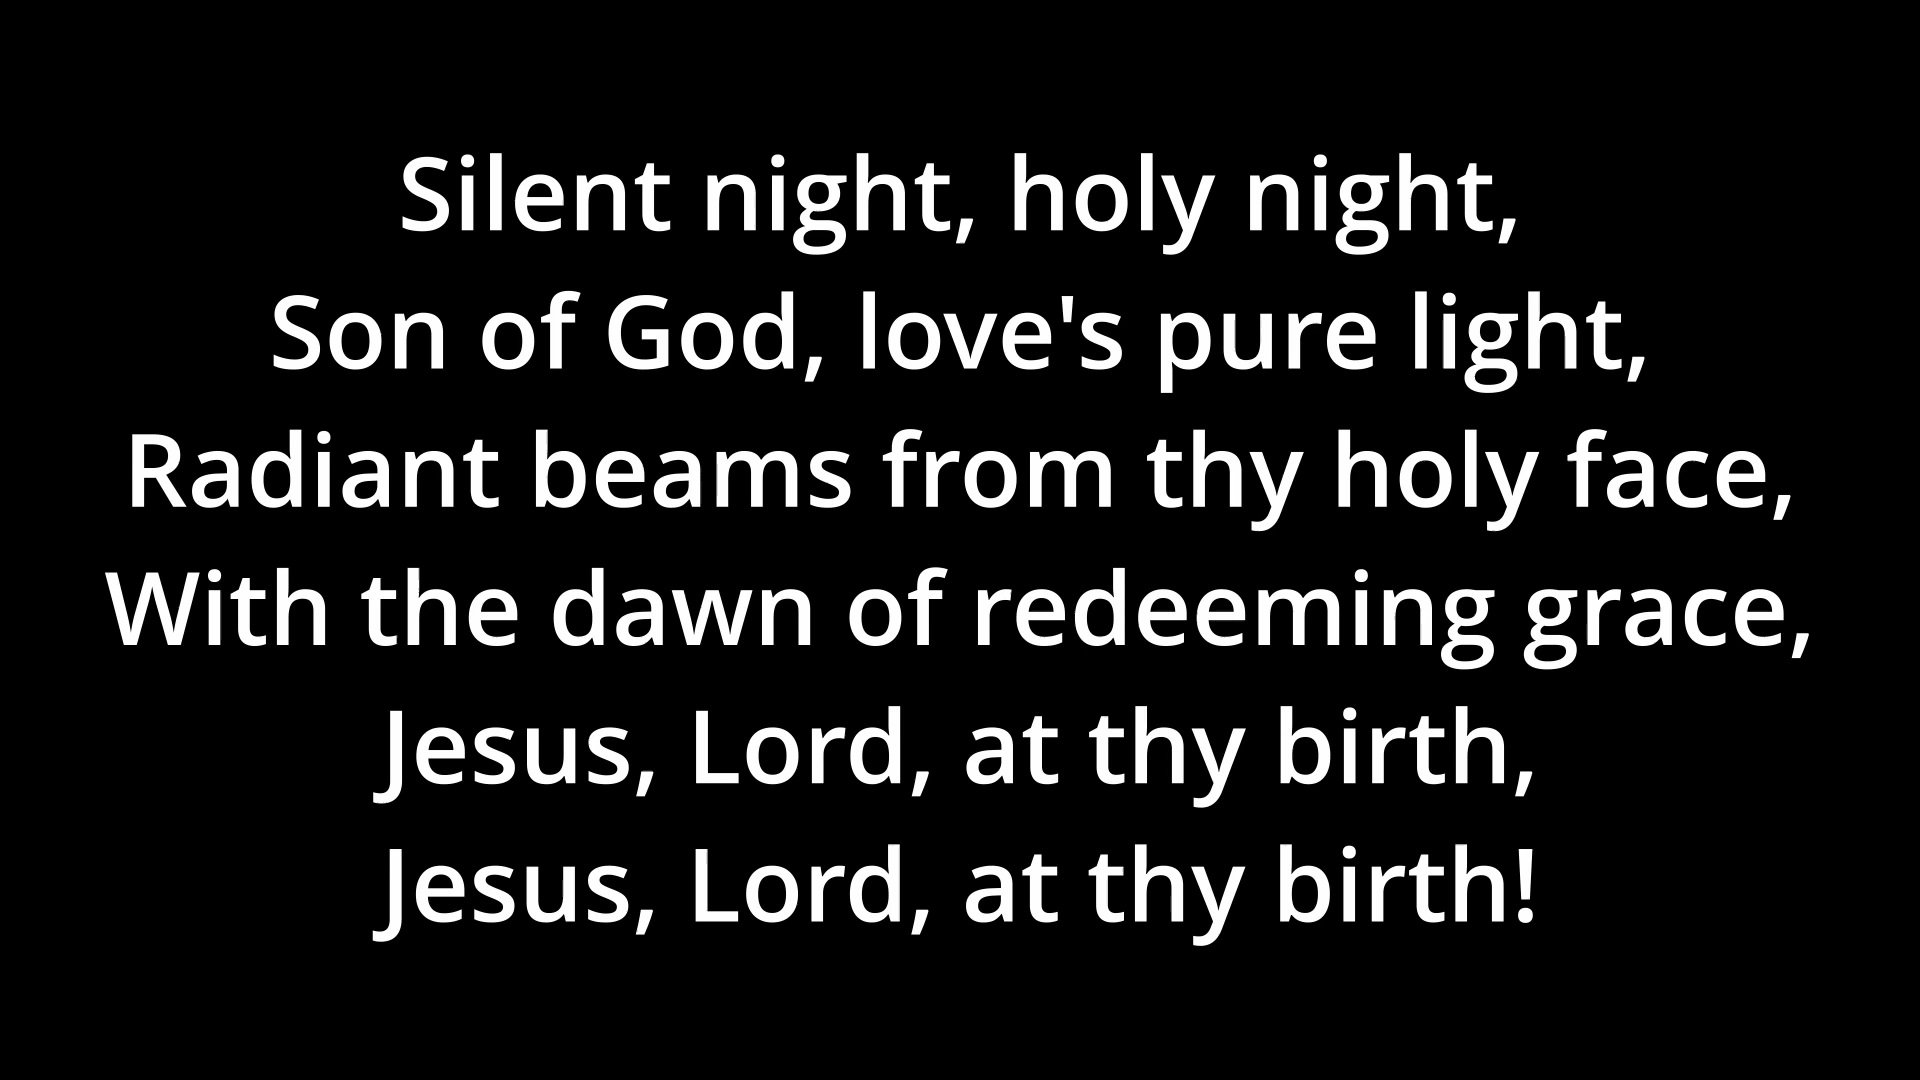 Silent night, holy night,
Son of God, love's pure light,
Radiant beams from thy holy face,
With the dawn of redeeming grace,
Jesus, Lord, at thy birth,
Jesus, Lord, at thy birth!